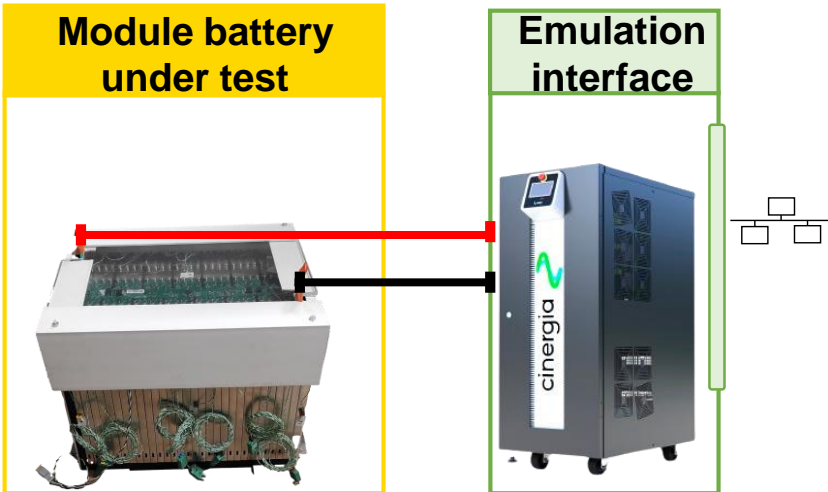 Module battery
under test
Emulation
interface
cinergia